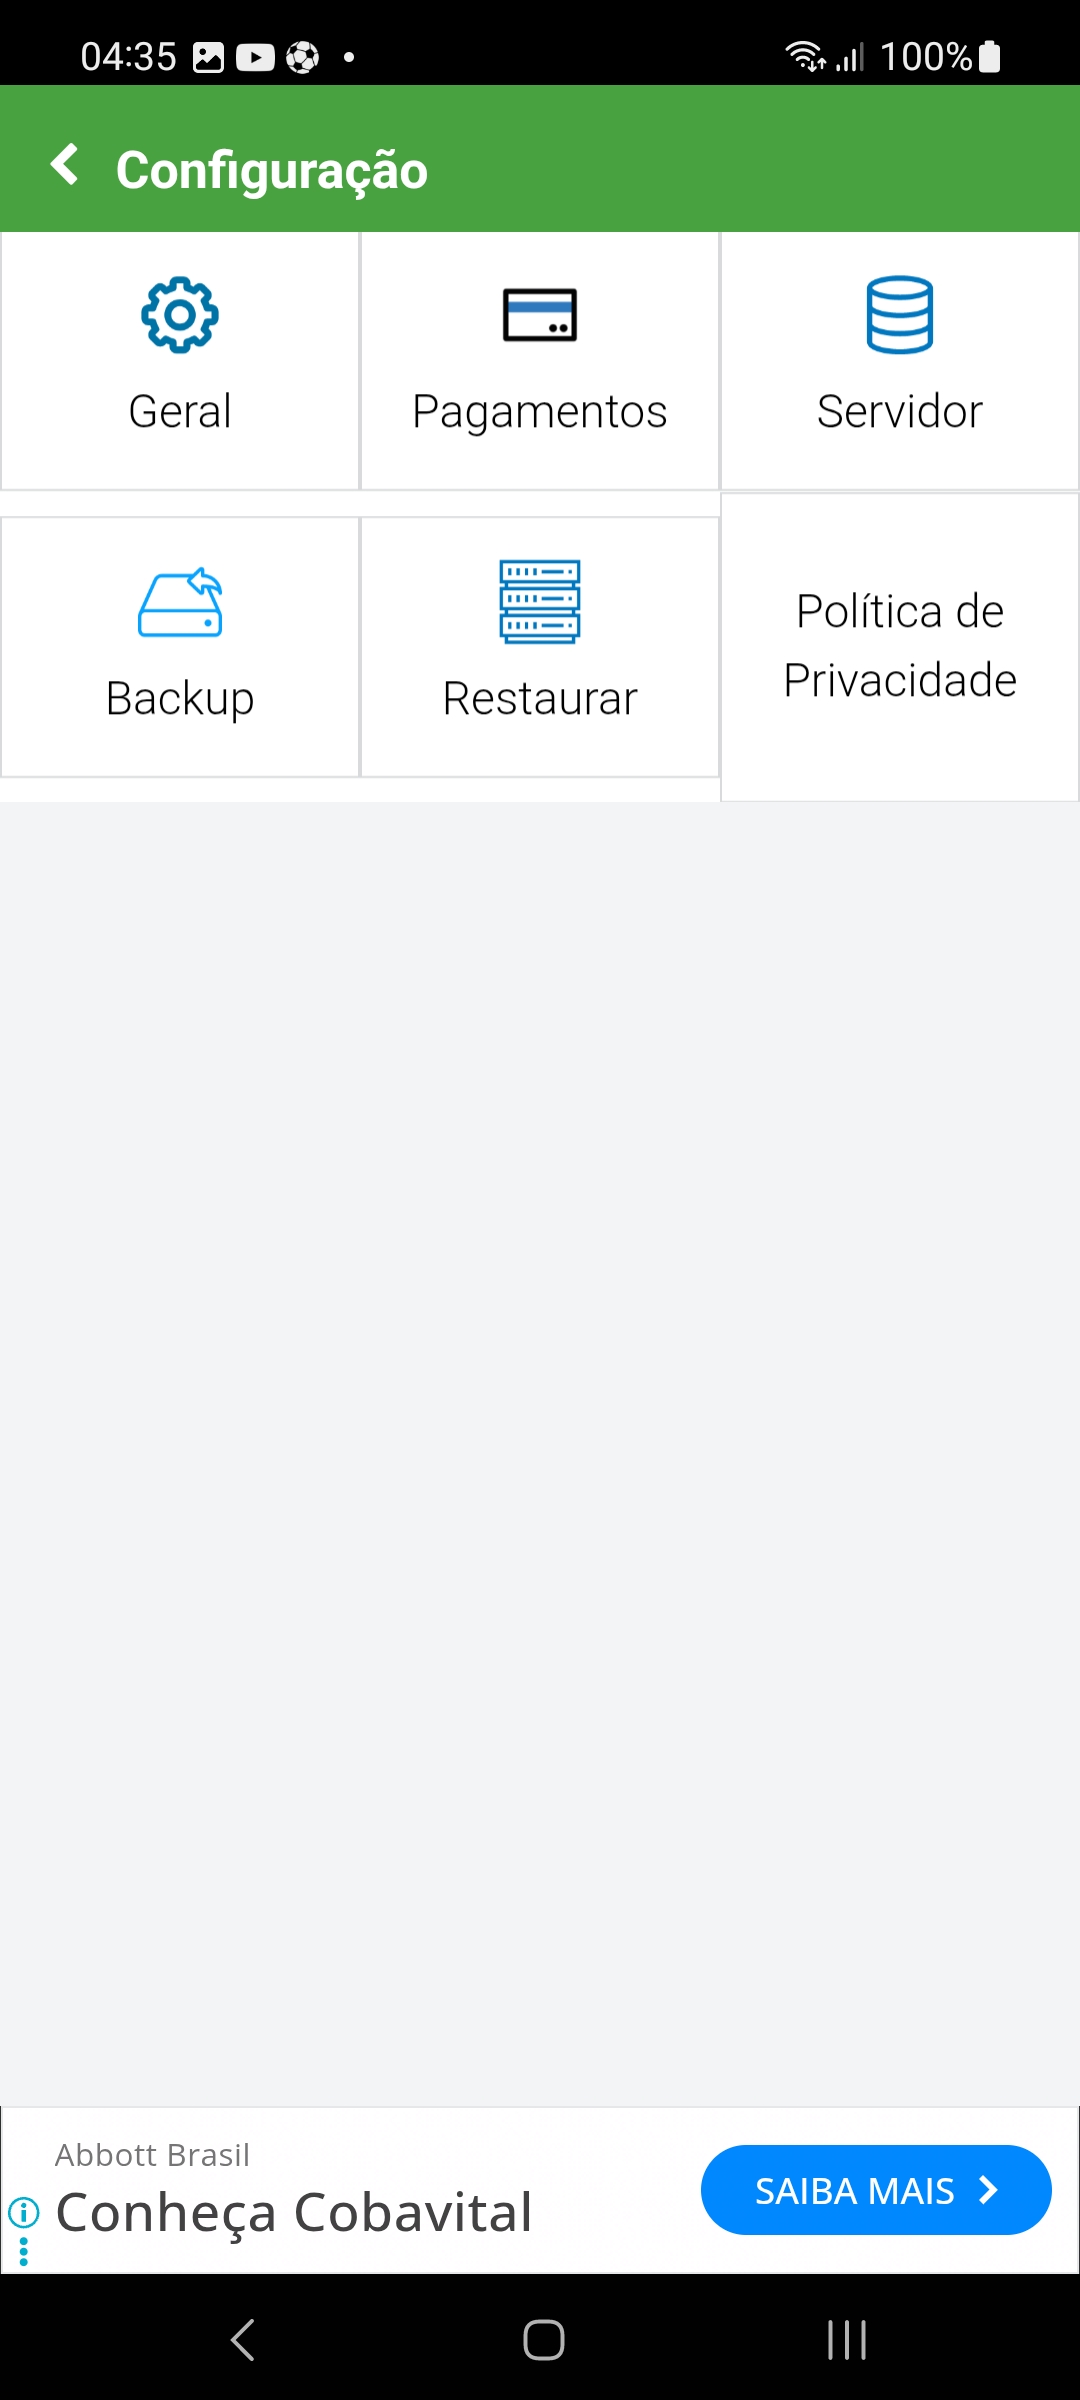 04:35
100%
Configuração
Geral
Pagamentos
Servidor
Backup
Restaurar
Política de
Privacidade
Abbott Brasil
Conheça Cobavital
SAIBA MAIS